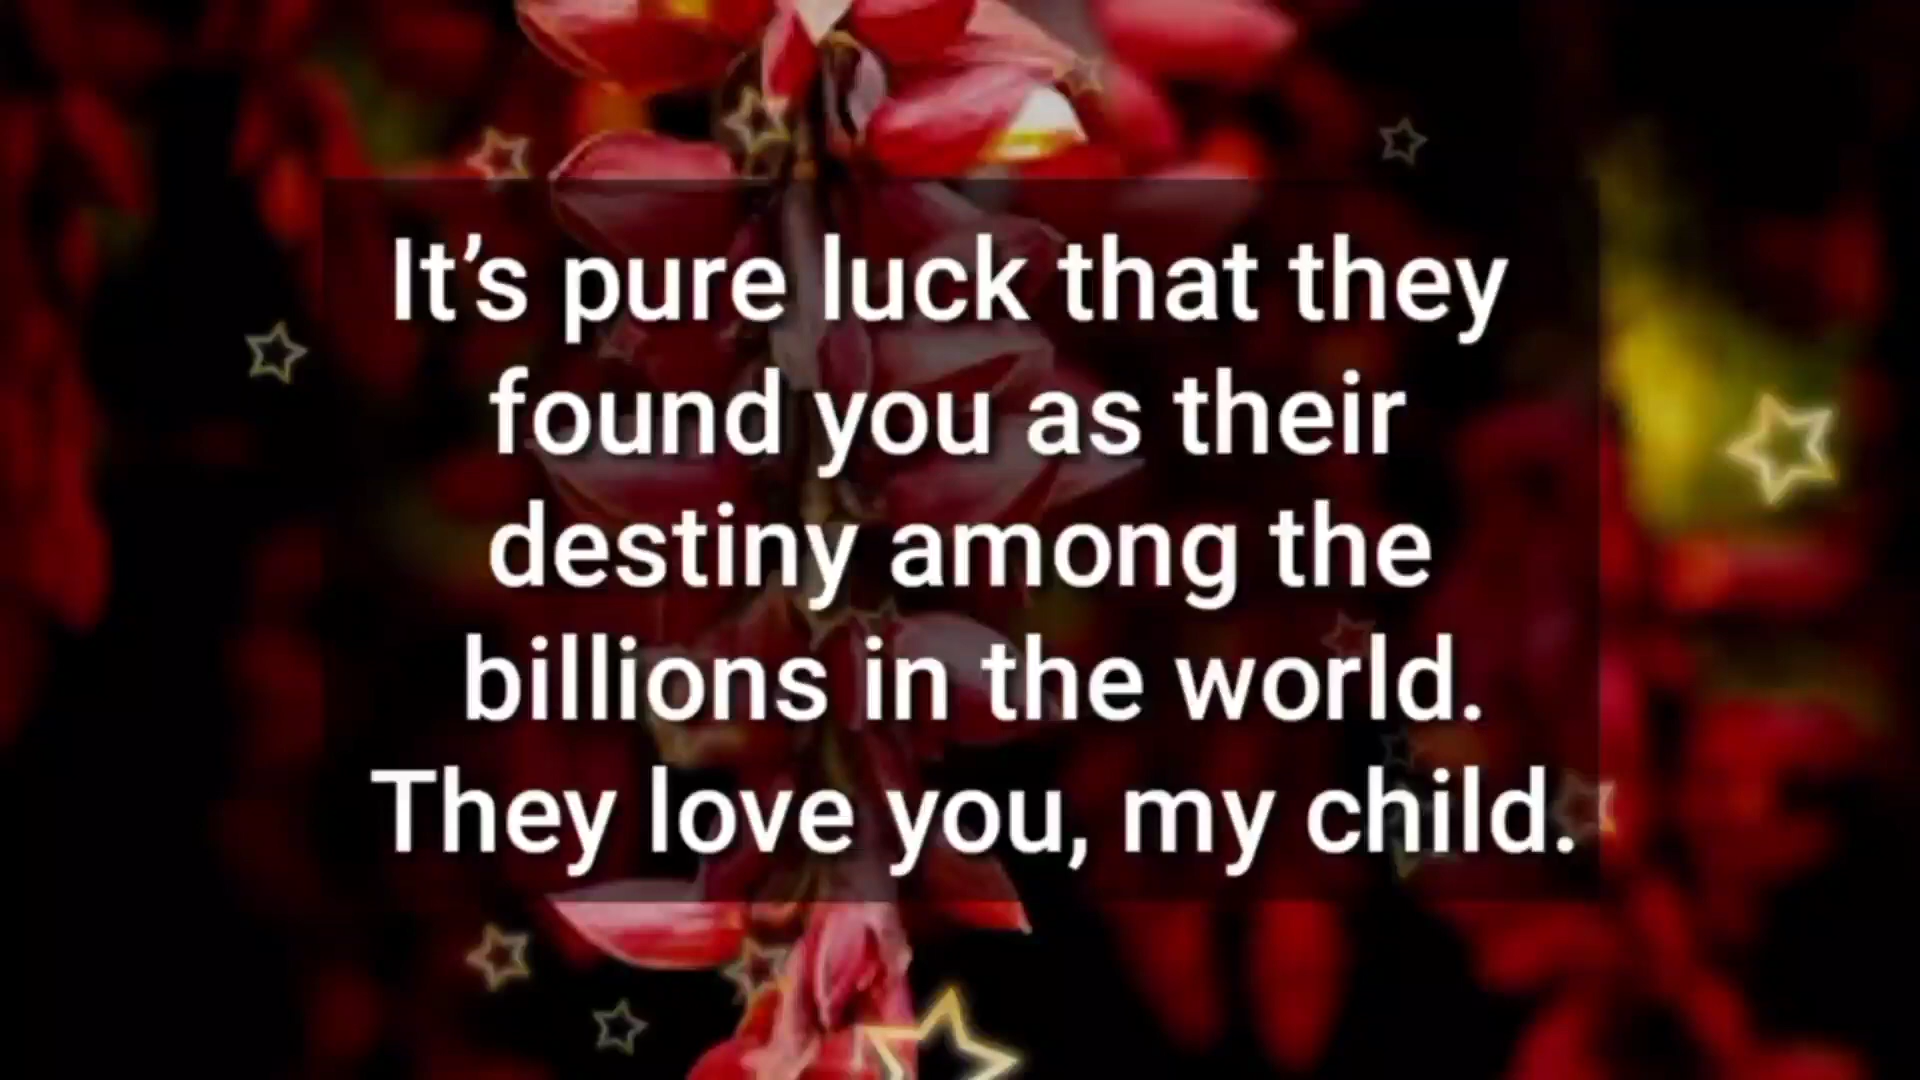 It’s pure luck that they
found you as their
destiny among the
billions in the world.
They love you, my child.